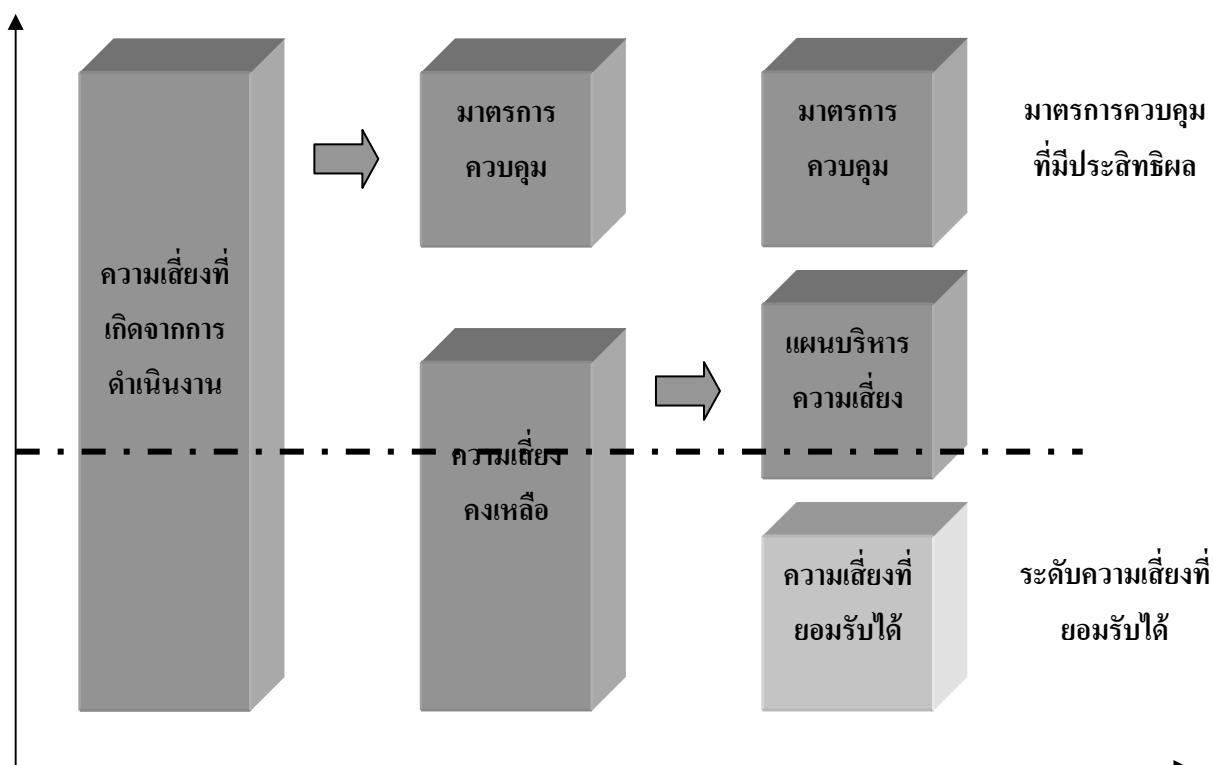 ความเสี่ยงที่
เกิดจากการ
ดำเนินงาน
มาตรการ
ควบคุม
ความเสี่ยง
คงเหลือ
มาตรการ
ควบคุม
แผนบริหาร
ความเสี่ยง
ความเสี่ยงที่
ยอมรับได้
มาตรการควบคุม
ที่มีประสิทธิผล
ระดับความเสี่ยงที่
ยอมรับได้